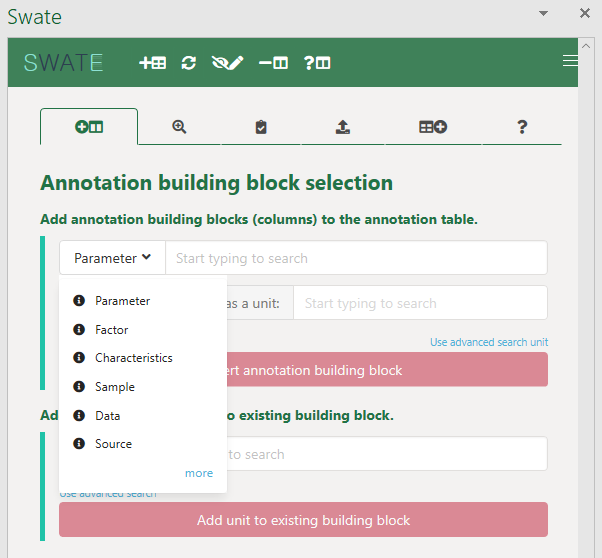 Swate
SWATE
?
Annotation building block selection
Add annotation building blocks (columns) to the annotation table.
Parameter
Start typing to search
Parameter
Factor
Characteristics
Sample
Data
Source
more
as a unit:
Start typing to search
Use advanced search unit
ert annotation building block
Ad
o existing building block.
to search
Use advanced search
Add unit to existing building block